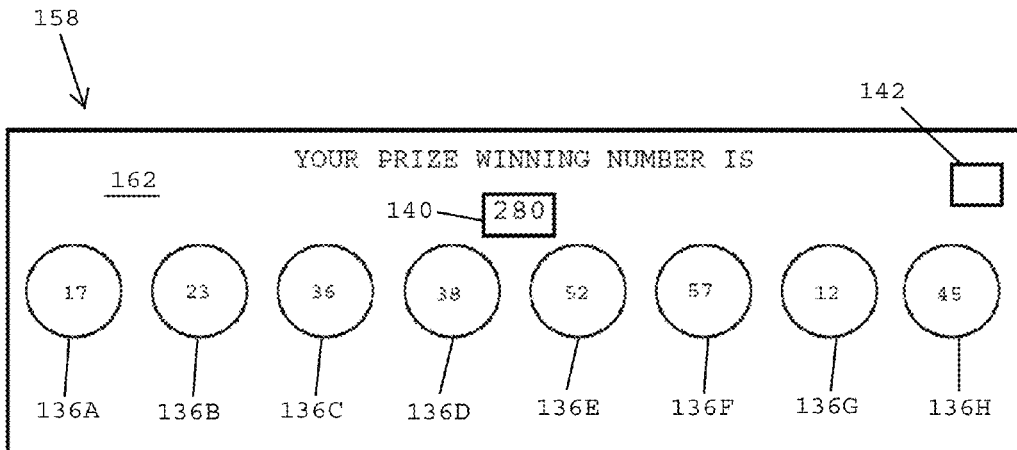 158
142
YOUR PRIZE WINNING NUMBER IS
162
140 280
17 23 36 38 52 57 12 45
136A 136B 136C 136D 136E 136F 136G 136H